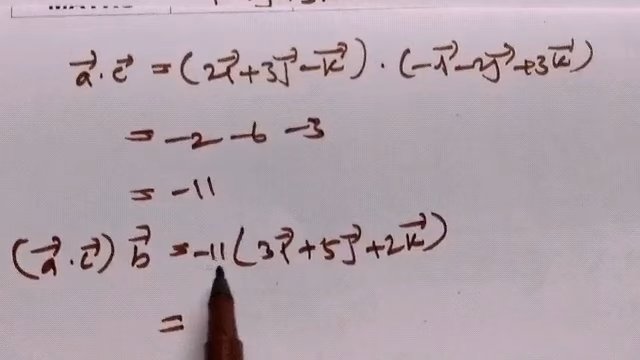 a⃗ . c⃗ = (2i⃗ + 3j⃗ - k⃗) . (-i⃗ - 2j⃗ + 3k⃗)
= -2 -6 -3
= -11
(a⃗ . c⃗) b⃗ = -11 (3i⃗ + 5j⃗ + 2k⃗)
=